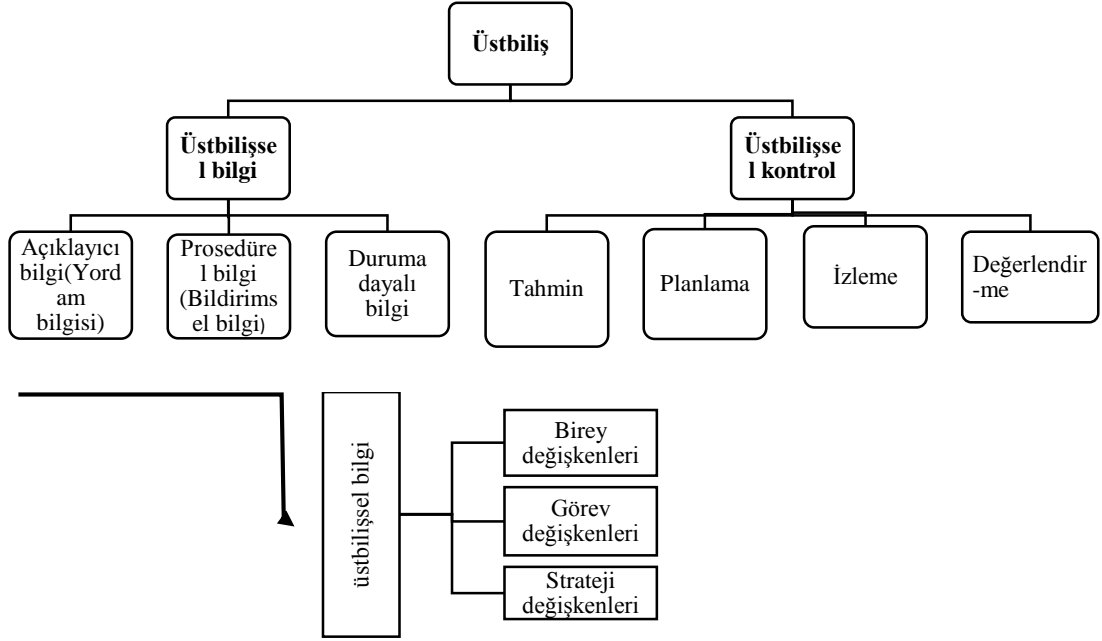 Üstbiliş
Üstbilişse
l bilgi
Üstbilişse
l kontrol
Açıklayıcı
bilgi(Yord
am
bilgisi)
Prosedüre
l bilgi
(Bildirims
el bilgi)
Duruma
dayalı
bilgi
Tahmin
Planlama
İzleme
Değerlendir
-me
üstbilişsel bilgi
Birey
değişkenleri
Görev
değişkenleri
Strateji
değişkenleri